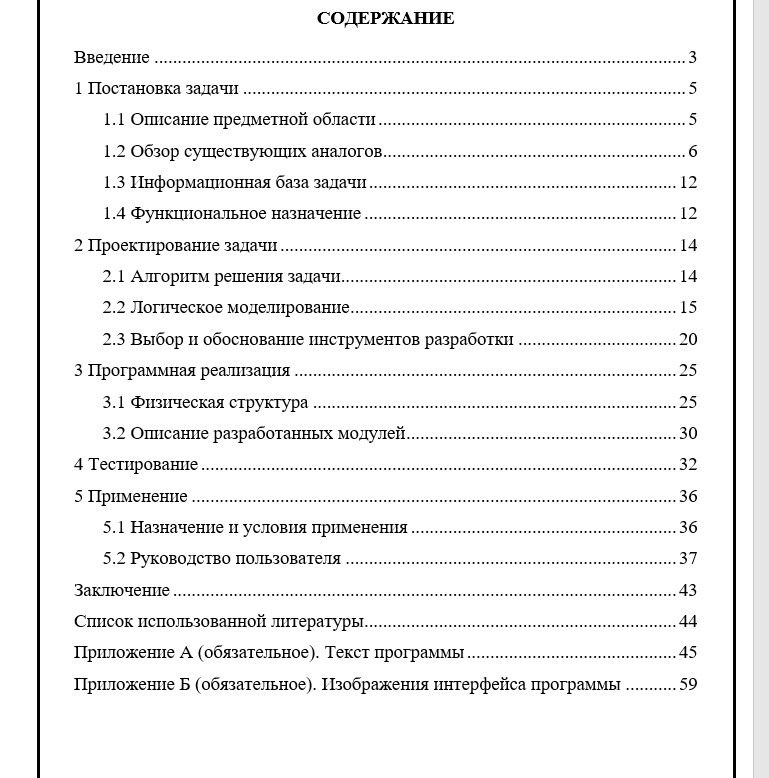 СОДЕРЖАНИЕ
Введение ........................................................................................................................ 3
1 Постановка задачи .................................................................................................... 5
1.1 Описание предметной области ..................................................................... 5
1.2 Обзор существующих аналогов.................................................................... 6
1.3 Информационная база задачи ..................................................................... 12
1.4 Функциональное назначение ...................................................................... 12
2 Проектирование задачи .......................................................................................... 14
2.1 Алгоритм решения задачи........................................................................... 14
2.2 Логическое моделирование......................................................................... 15
2.3 Выбор и обоснование инструментов разработки ..................................... 20
3 Программная реализация ....................................................................................... 25
3.1 Физическая структура ................................................................................. 25
3.2 Описание разработанных модулей............................................................. 30
4 Тестирование ........................................................................................................... 32
5 Применение ............................................................................................................. 36
5.1 Назначение и условия применения ............................................................ 36
5.2 Руководство пользователя .......................................................................... 37
Заключение ................................................................................................................. 43
Список использованной литературы....................................................................... 44
Приложение А (обязательное). Текст программы ................................................. 45
Приложение Б (обязательное). Изображения интерфейса программы ........... 59